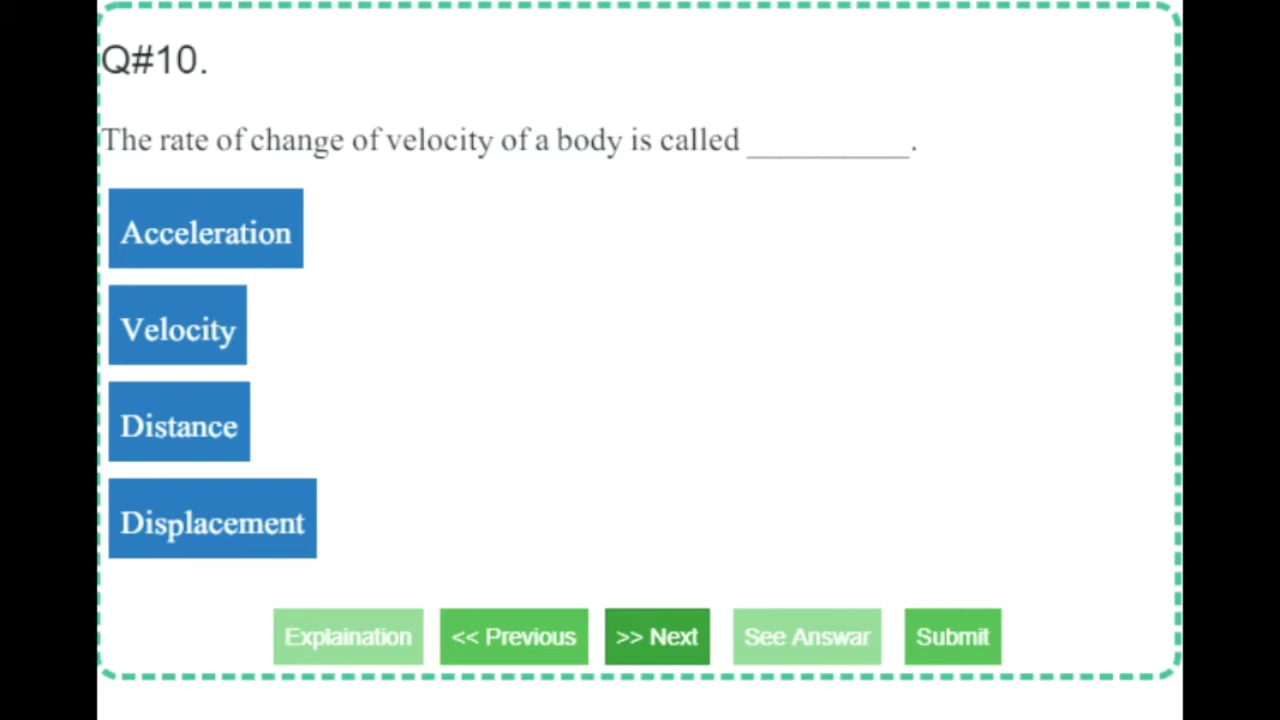 Q#10.
The rate of change of velocity of a body is called __________.
Acceleration
Velocity
Distance
Displacement
Explaination
<< Previous
>> Next
See Answar
Submit